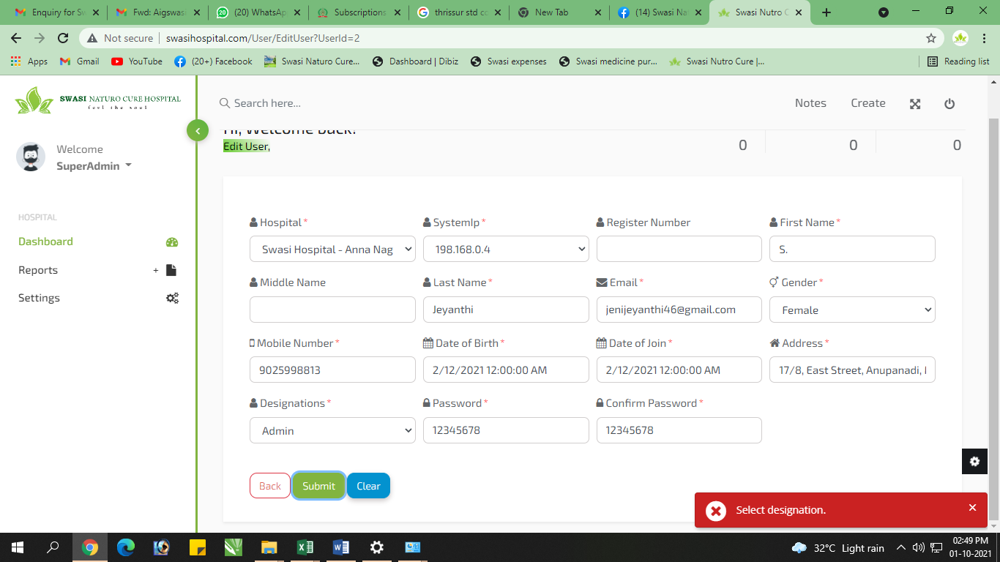 Enquiry for Sw
Fwd: Aigswasi
(20) WhatsAp
Subscriptions
thrissur std co
New Tab
(14) Swasi Na
Swasi Nutro C
Not secure
swasihospital.com/User/EditUser?UserId=2
Apps
Gmail
YouTube
(20+) Facebook
Swasi Naturo Cure...
Dashboard | Dibiz
Swasi expenses
Swasi medicine pur...
Swasi Nutro Cure |...
Reading list
SWASI NATURO CURE HOSPITAL
feel the soul
Search here...
Notes
Create
Hi, Welcome back!
Edit User,
0
0
0
Welcome
SuperAdmin
HOSPITAL
Dashboard
Reports +
Settings
Hospital *
SystemIp *
Register Number
First Name *
Swasi Hospital - Anna Nag
198.168.0.4
S.
Middle Name
Last Name *
Email *
Gender *
Jeyanthi
jenijeyanthi46@gmail.com
Female
Mobile Number *
Date of Birth *
Date of Join *
Address *
9025998813
2/12/2021 12:00:00 AM
2/12/2021 12:00:00 AM
17/8, East Street, Anupanadi,
Designations *
Password *
Confirm Password *
Admin
12345678
12345678
Back
Submit
Clear
Select designation.
32°C Light rain
02:49 PM
01-10-2021